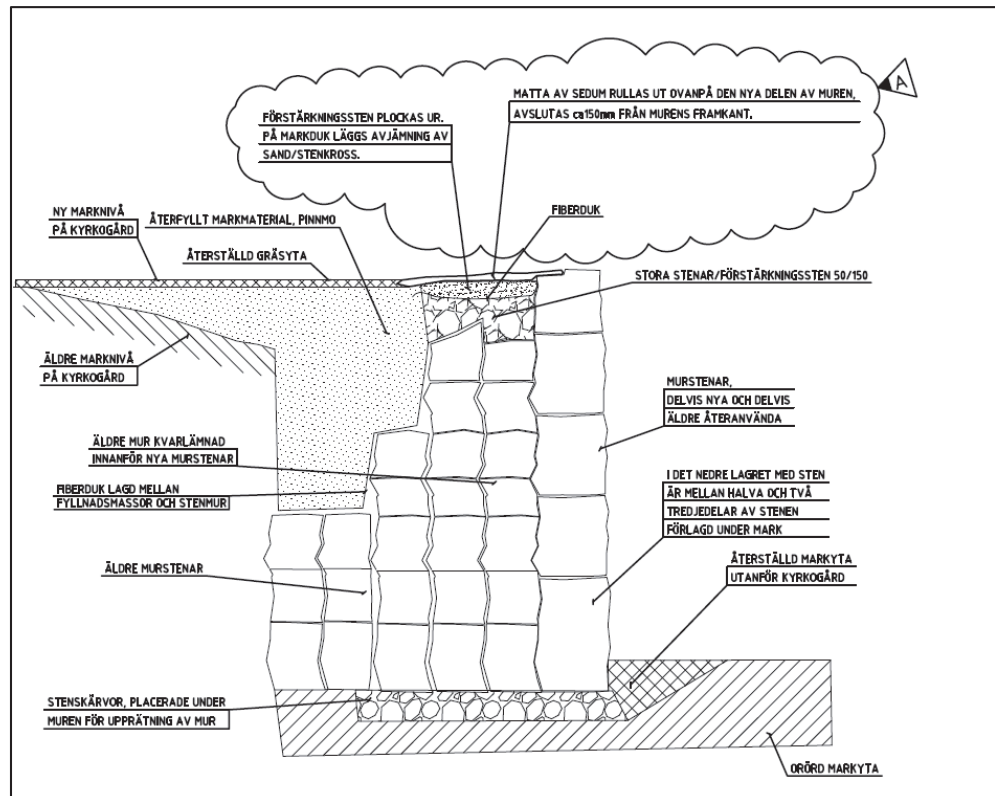 A
MATTA AV SEDUM RULLAS UT OVANPÅ DEN NYA DELEN AV MUREN,
AVSLUTAS ca150mm FRÅN MURENS FRAMKANT.
FÖRSTÄRKNINGSSTEN PLOCKAS UR.
PÅ MARKDUK LÄGGS AVJÄMNING AV
SAND/STENKROSS.
NY MARKNIVÅ
PÅ KYRKOGÅRD
ÅTERFYLLT MARKMATERIAL, PINNMO
FIBERDUK
ÅTERSTÄLLD GRÄSYTA
STORA STENAR/FÖRSTÄRKNINGSSTEN 50/150
ÄLDRE MARKNIVÅ
PÅ KYRKOGÅRD
MURSTENAR,
DELVIS NYA OCH DELVIS
ÄLDRE ÅTERANVÄNDA
ÄLDRE MUR KVARLÄMNAD
INNANFÖR NYA MURSTENAR
FIBERDUK LAGD MELLAN
FYLLNADSMASSOR OCH STENMUR
I DET NEDRE LAGRET MED STEN
ÄR MELLAN HALVA OCH TVÅ
TREDJEDELAR AV STENEN
FÖRLAGD UNDER MARK
ÅTERSTÄLLD MARKYTA
UTANFÖR KYRKOGÅRD
ÄLDRE MURSTENAR
STENSKÄRVOR, PLACERADE UNDER
MUREN FÖR UPPRÄTNING AV MUR
ORÖRD MARKYTA